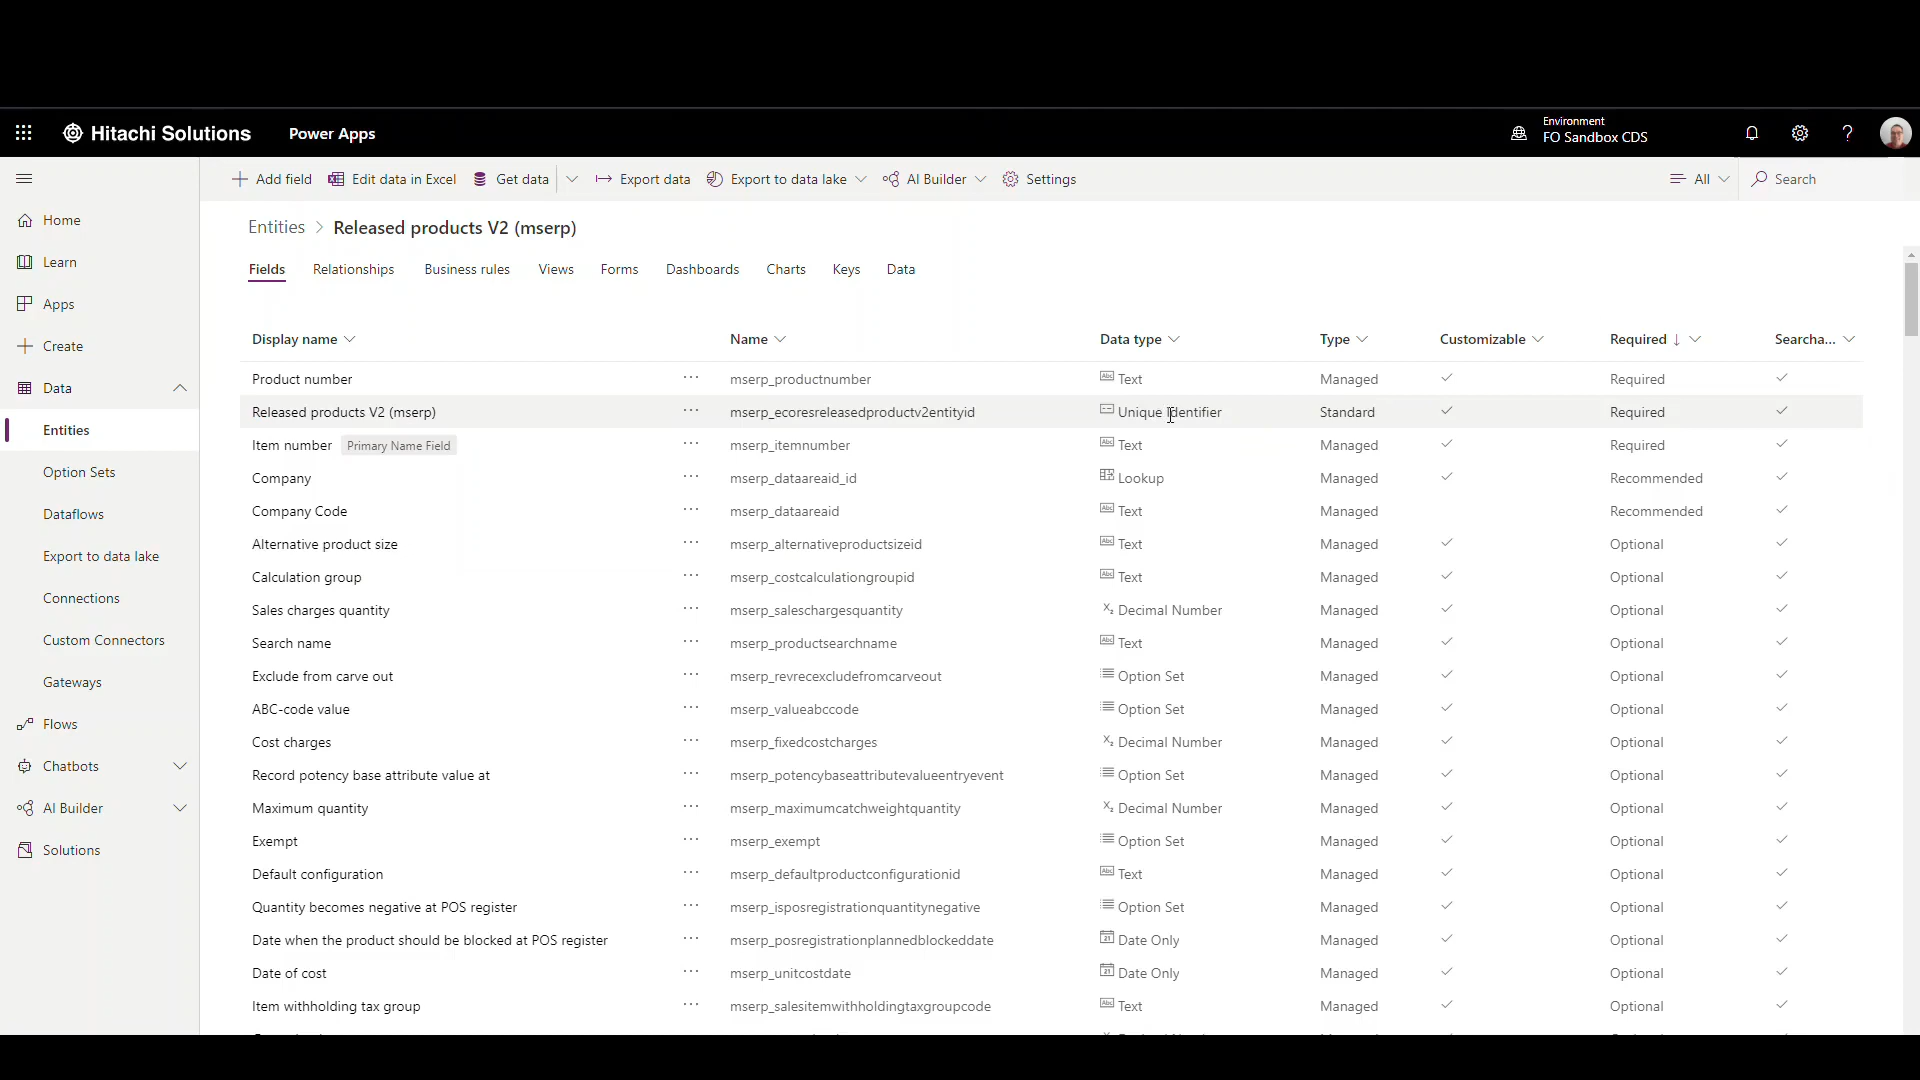 Hitachi Solutions
Power Apps
Environment
FO Sandbox CDS
Add field
Edit data in Excel
Get data
Export data
Export to data lake
AI Builder
Settings
All
Search
Home
Learn
Apps
Create
Data
Entities
Option Sets
Dataflows
Export to data lake
Connections
Custom Connectors
Gateways
Flows
Chatbots
AI Builder
Solutions
Entities > Released products V2 (mserp)
Fields Relationships Business rules Views Forms Dashboards Charts Keys Data
Display name Name Data type Type Customizable Required ↓ Searcha...
Product number ... mserp_productnumber Text Managed Required
Released products V2 (mserp) ... mserp_ecoresreleasedproductv2entityid Unique Identifier Standard Required
Item number Primary Name Field ... mserp_itemnumber Text Managed Required
Company ... mserp_dataareaid_id Lookup Managed Recommended
Company Code ... mserp_dataareaid Text Managed Recommended
Alternative product size ... mserp_alternativeproductsizeid Text Managed Optional
Calculation group ... mserp_costcalculationgroupid Text Managed Optional
Sales charges quantity ... mserp_saleschargesquantity Decimal Number Managed Optional
Search name ... mserp_productsearchname Text Managed Optional
Exclude from carve out ... mserp_revrecexcludefromcarveout Option Set Managed Optional
ABC-code value ... mserp_valueabccode Option Set Managed Optional
Cost charges ... mserp_fixedcostcharges Decimal Number Managed Optional
Record potency base attribute value at ... mserp_potencybaseattributevalueentryevent Option Set Managed Optional
Maximum quantity ... mserp_maximumcatchweightquantity Decimal Number Managed Optional
Exempt ... mserp_exempt Option Set Managed Optional
Default configuration ... mserp_defaultproductconfigurationid Text Managed Optional
Quantity becomes negative at POS register ... mserp_isposregistrationquantitynegative Option Set Managed Optional
Date when the product should be blocked at POS register ... mserp_posregistrationplannedblockeddate Date Only Managed Optional
Date of cost ... mserp_unitcostdate Date Only Managed Optional
Item withholding tax group ... mserp_salesitemwithholdingtaxgroupcode Text Managed Optional